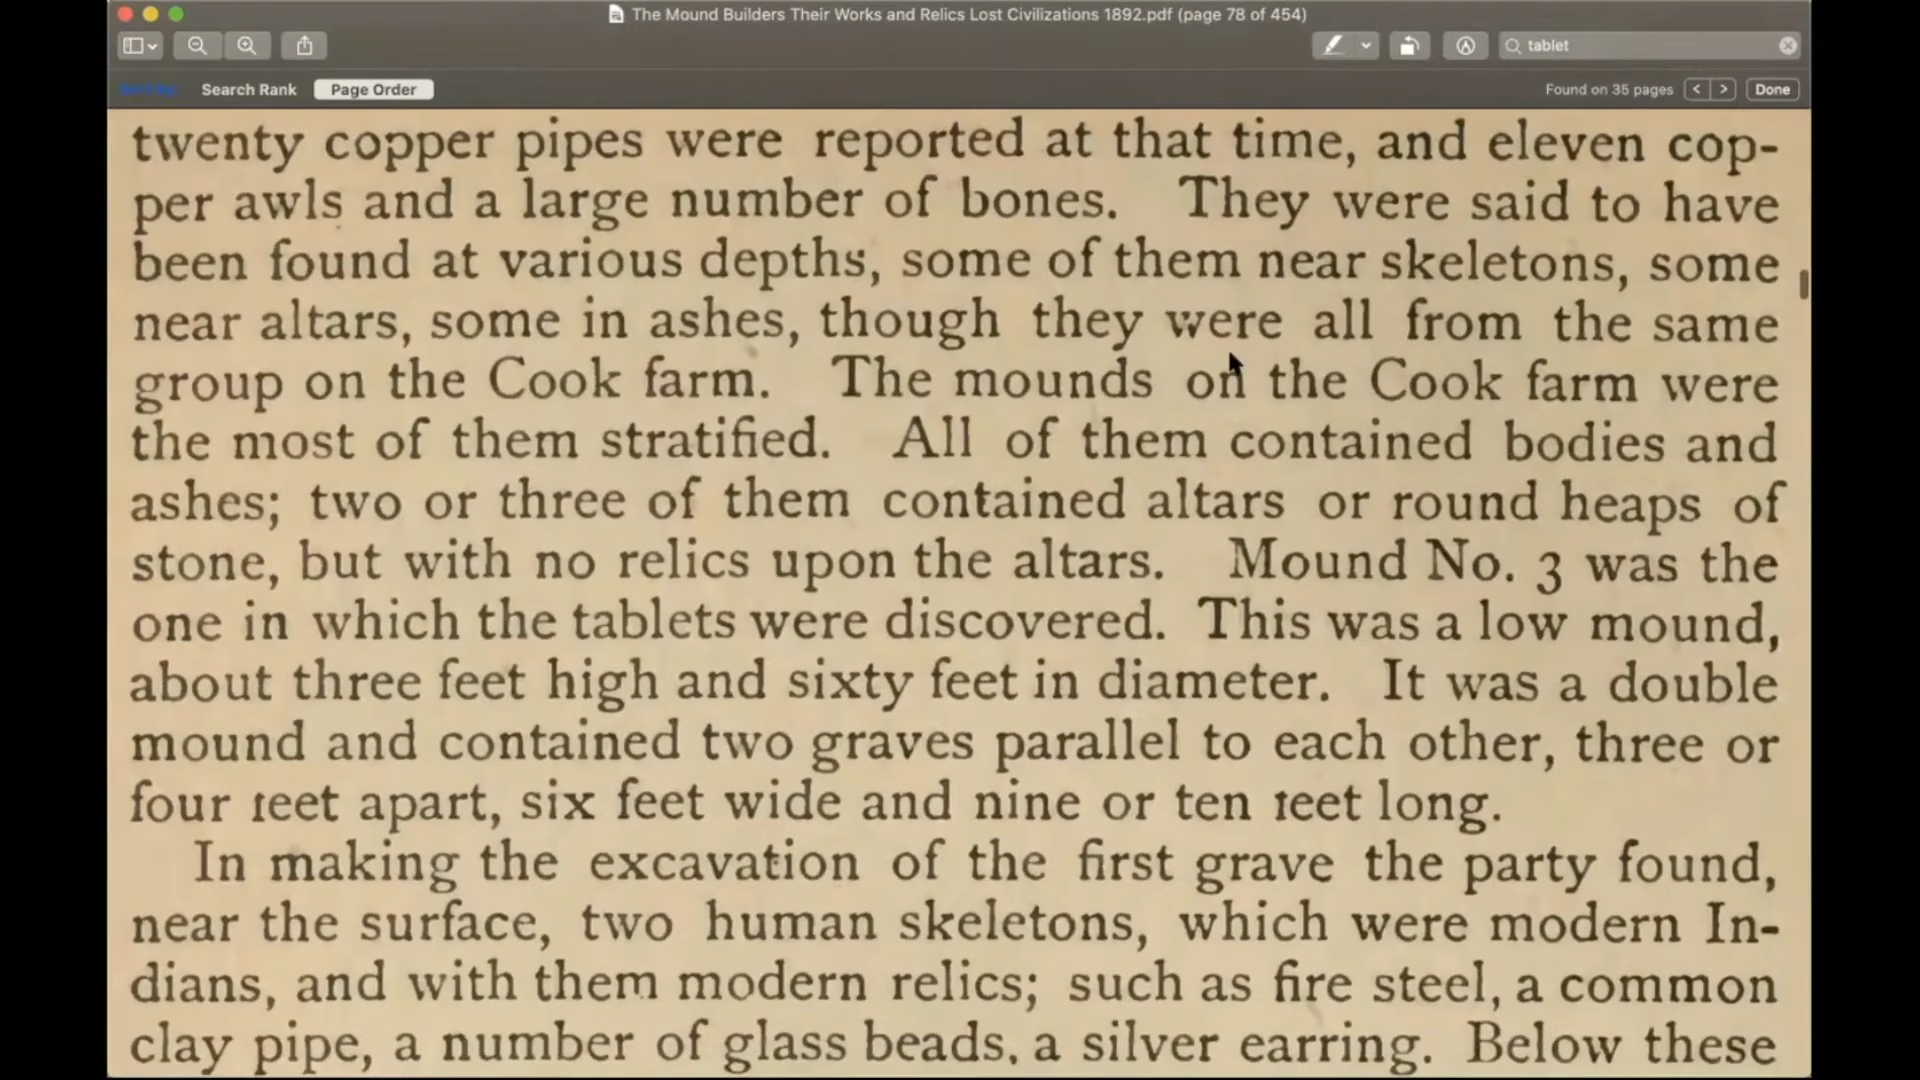 The Mound Builders Their Works and Relics Lost Civilizations 1892.pdf (page 78 of 454)
tablet
Search Rank
Page Order
Found on 35 pages
<
>
Done
twenty copper pipes were reported at that time, and eleven cop-
per awls and a large number of bones. They were said to have
been found at various depths, some of them near skeletons, some
near altars, some in ashes, though they were all from the same
group on the Cook farm. The mounds on the Cook farm were
the most of them stratified. All of them contained bodies and
ashes; two or three of them contained altars or round heaps of
stone, but with no relics upon the altars. Mound No. 3 was the
one in which the tablets were discovered. This was a low mound,
about three feet high and sixty feet in diameter. It was a double
mound and contained two graves parallel to each other, three or
four feet apart, six feet wide and nine or ten feet long.
In making the excavation of the first grave the party found,
near the surface, two human skeletons, which were modern In-
dians, and with them modern relics; such as fire steel, a common
clay pipe, a number of glass beads, a silver earring. Below these